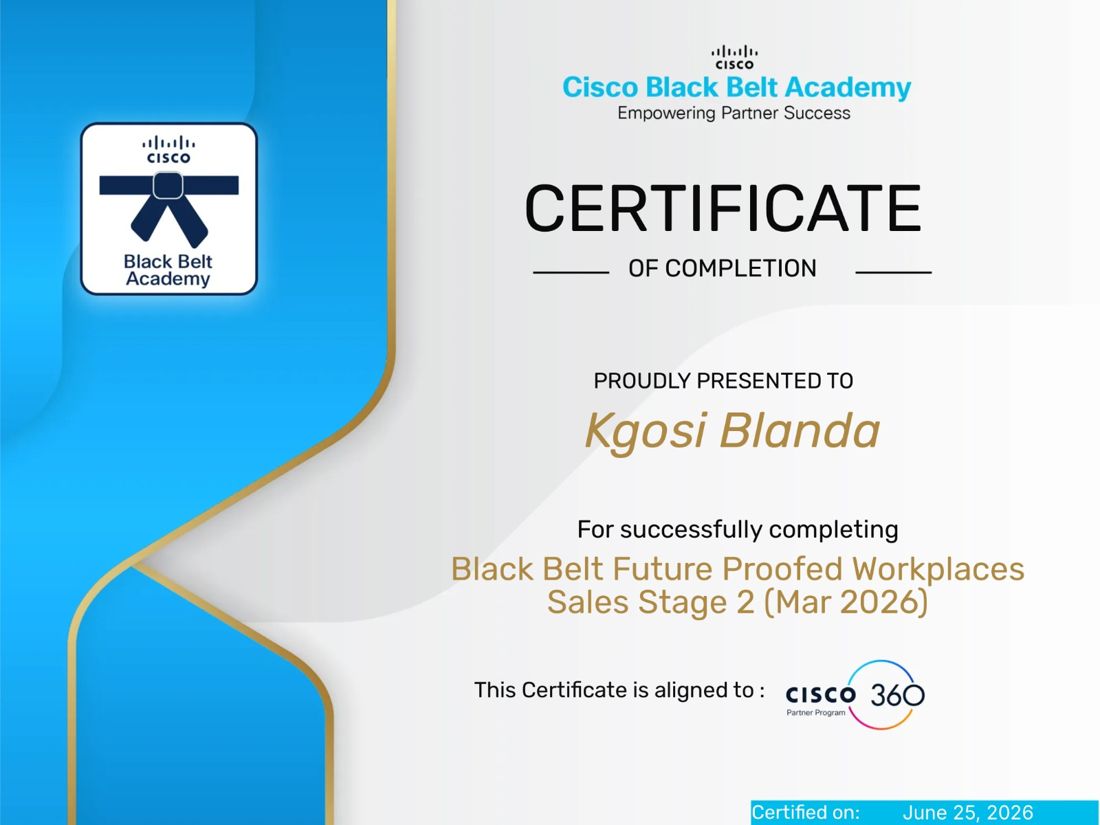 CISCO
Cisco Black Belt Academy
Empowering Partner Success
CISCO
Black Belt
Academy
CERTIFICATE
OF COMPLETION
PROUDLY PRESENTED TO
Kgosi Blanda
For successfully completing
Black Belt Future Proofed Workplaces
Sales Stage 2 (Mar 2026)
This Certificate is aligned to :
CISCO 360
Partner Program
Certified on: June 25, 2026